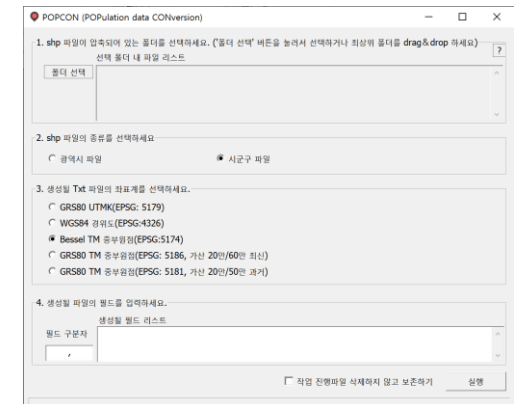 POPCON (POPulation data CONversion)
1. shp 파일이 압축되어 있는 폴더를 선택하세요. ('폴더 선택' 버튼을 눌러서 선택하거나 최상위 폴더를 drag&drop 하세요)
?
선택 폴더 내 파일 리스트
폴더 선택
2. shp 파일의 종류를 선택하세요
광역시 파일
시군구 파일
3. 생성될 Txt 파일의 좌표계를 선택하세요.
GRS80 UTMK(EPSG: 5179)
WGS84 경위도(EPSG:4326)
Bessel TM 중부원점(EPSG:5174)
GRS80 TM 중부원점(EPSG: 5186, 가산 20만/60만 최신)
GRS80 TM 중부원점(EPSG: 5181, 가산 20만/50만 과거)
4. 생성될 파일의 필드를 입력하세요.
생성될 필드 리스트
필드 구분자
,
작업 진행파일 삭제하지 않고 보존하기
실행